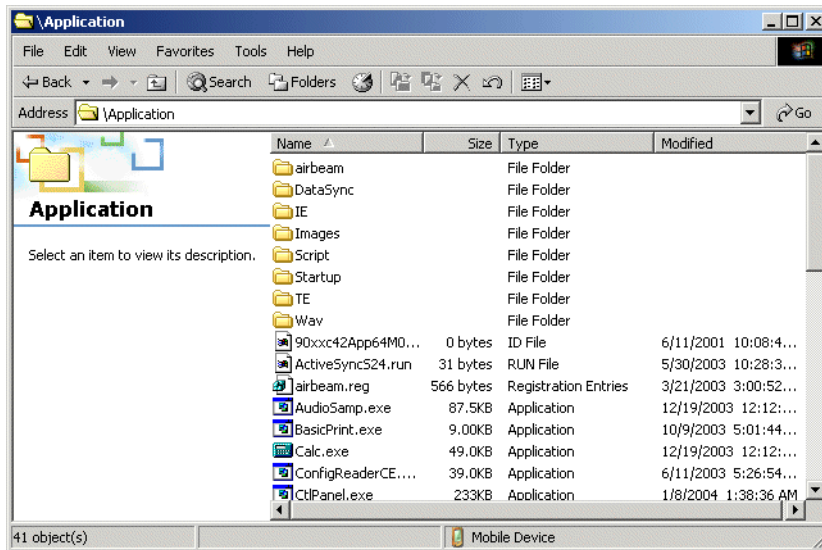 \Application
File Edit View Favorites Tools Help
Back Search Folders
Address \Application Go
Name Size Type Modified
airbeam File Folder
DataSync File Folder
IE File Folder
Images File Folder
Script File Folder
Startup File Folder
TE File Folder
Wav File Folder
90xxc42App64M0... 0 bytes ID File 6/11/2001 10:08:4...
ActiveSyncS24.run 31 bytes RUN File 5/30/2003 10:28:3...
airbeam.reg 566 bytes Registration Entries 3/21/2003 3:00:52...
AudioSamp.exe 87.5KB Application 12/19/2003 12:12:...
BasicPrint.exe 9.00KB Application 10/9/2003 5:01:44...
Calc.exe 49.0KB Application 12/19/2003 12:12:...
ConfigReaderCE.... 39.0KB Application 6/11/2003 5:26:54...
CtlPanel.exe 233KB Application 1/8/2004 1:38:36 AM
Application
Select an item to view its description.
41 object(s) Mobile Device